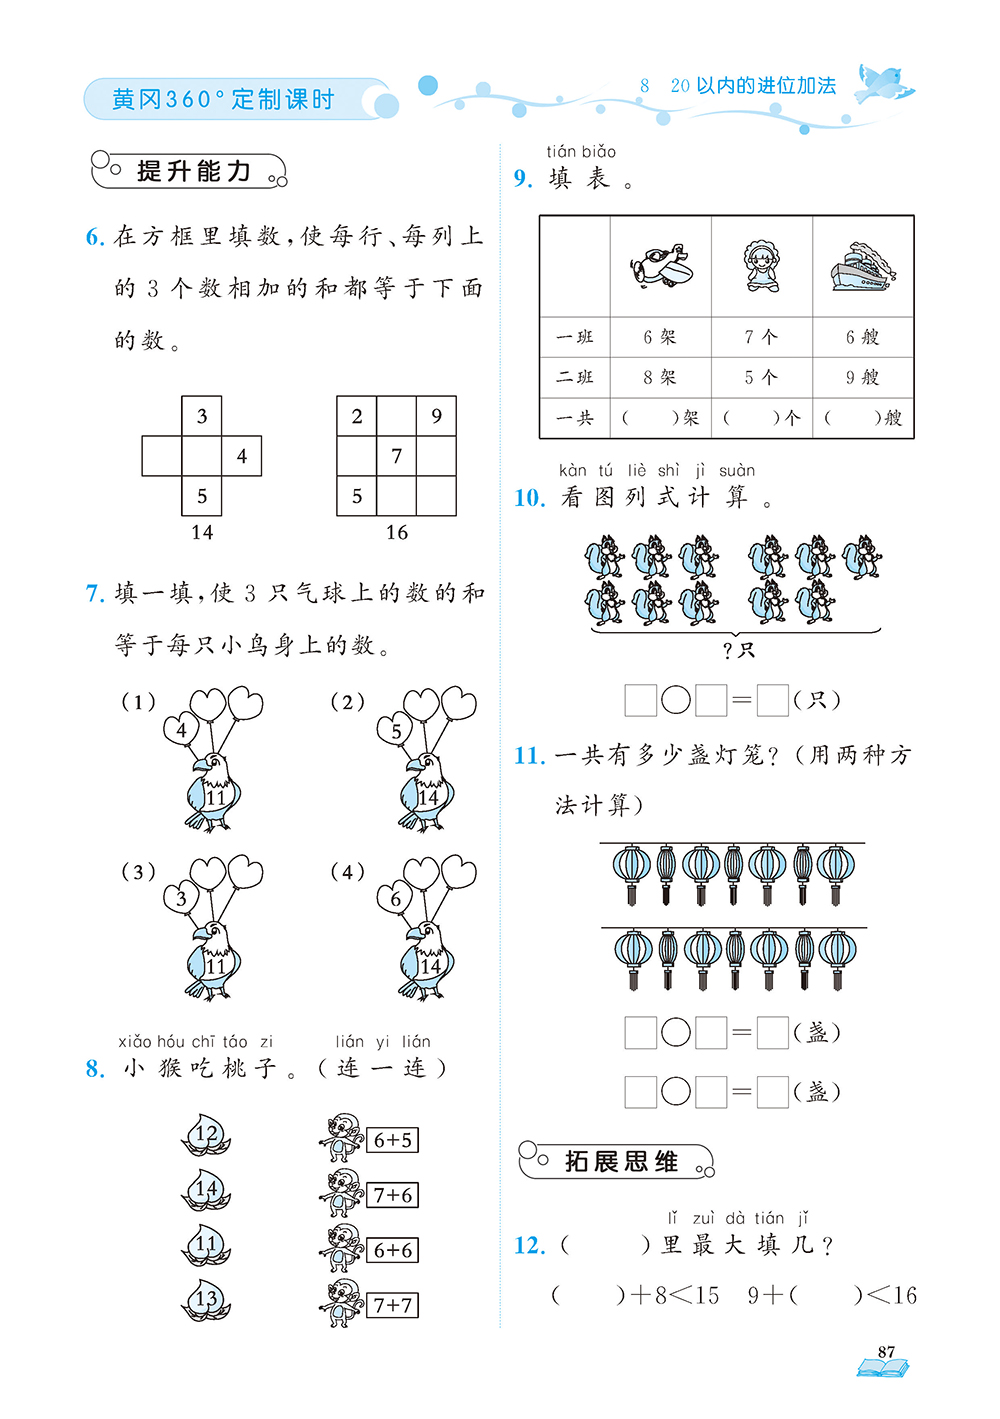 黄冈360°定制课时
8 20以内的进位加法
提升能力
6. 在方框里填数，使每行、每列上
的 3 个数相加的和都等于下面
的数。
3
4
5
14
2 9
7
5
16
7. 填一填，使 3 只气球上的数的和
等于每只小鸟身上的数。
（1） （2）
4 5
11 14
（3） （4）
3 6
11 14
xiǎo hóu chī táo zi lián yi lián
8. 小猴吃桃子。（连一连）
12 6+5
14 7+6
11 6+6
13 7+7
tián biǎo
9. 填表。
一班 6 架 7 个 6 艘
二班 8 架 5 个 9 艘
一共 （ ）架 （ ）个 （ ）艘
kàn tú liè shì jì suàn
10. 看图列式计算。
?只
□○□=□（只）
11. 一共有多少盏灯笼？（用两种方
法计算）
□○□=□（盏）
□○□=□（盏）
拓展思维
lǐ zuì dà tián jǐ
12.（ ）里最大填几？
（ ）+8<15 9+（ ）<16
87